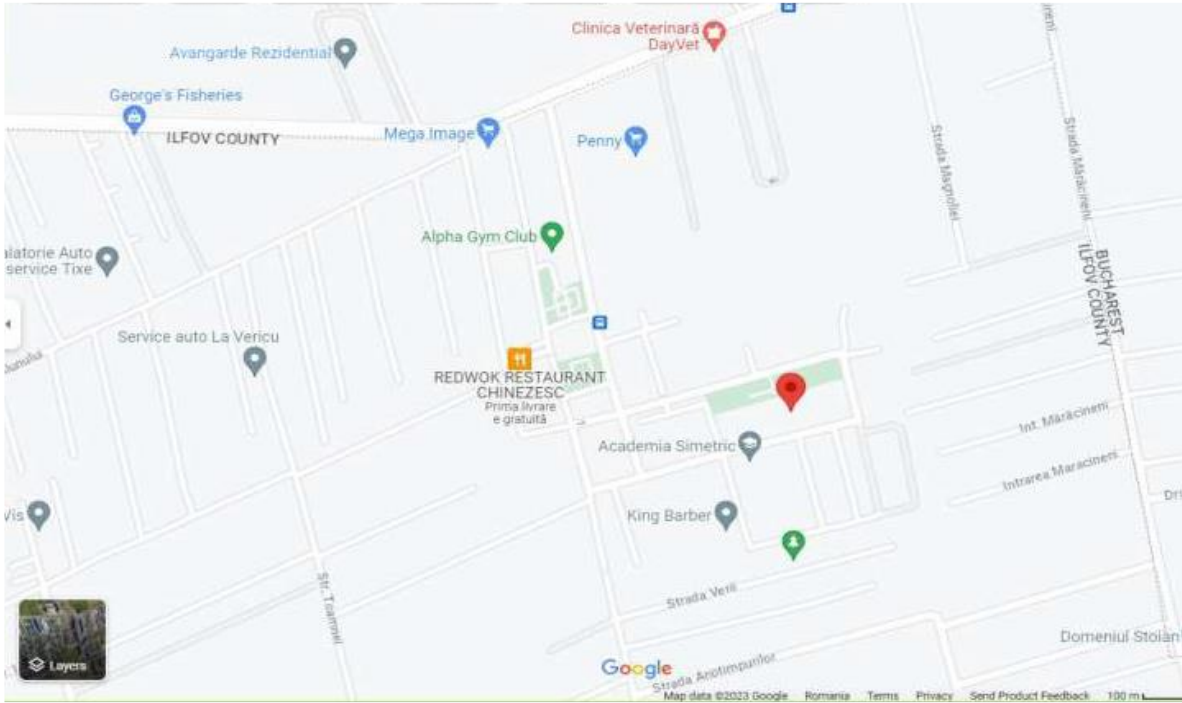 Clinica Veterinară
DayVet
Avangarde Rezidential
George's Fisheries
ILFOV COUNTY
Mega Image
Penny
Strada Magnoliei
Strada Mărăcineni
Alpha Gym Club
service Tixe
BUCHAREST
ILFOV COUNTY
Service auto La Vericu
REDWOK RESTAURANT
CHINEZESC
Prima livrare
e gratuită
Int. Mărăcineni
Academia Simetric
Intrarea Maracineni
King Barber
Str. Toamnei
Strada Verii
Domeniul Stoian
Layers
Google
Strada Anotimpurilor
Map data ©2023 Google Romania Terms Privacy Send Product Feedback 100 m